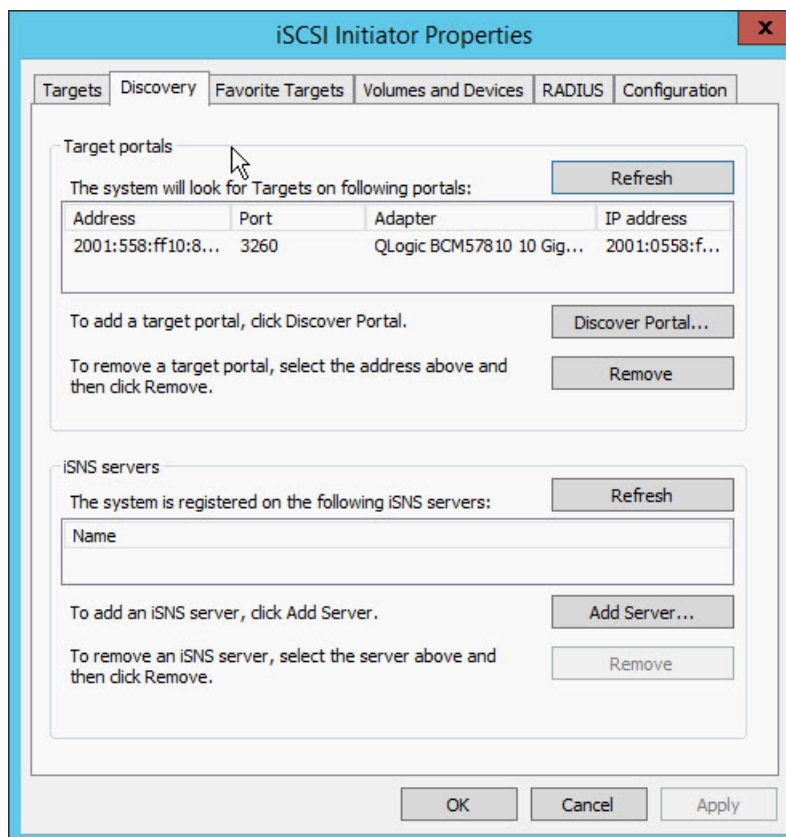 iSCSI Initiator Properties
x
Targets Discovery Favorite Targets Volumes and Devices RADIUS Configuration
Target portals
The system will look for Targets on following portals:
Refresh
Address Port Adapter IP address
2001:558:ff10:8... 3260 QLogic BCM57810 10 Gig... 2001:0558:f...
To add a target portal, click Discover Portal.
Discover Portal...
To remove a target portal, select the address above and
then click Remove.
Remove
iSNS servers
The system is registered on the following iSNS servers:
Refresh
Name
To add an iSNS server, click Add Server.
Add Server...
To remove an iSNS server, select the server above and
then click Remove.
Remove
OK Cancel Apply